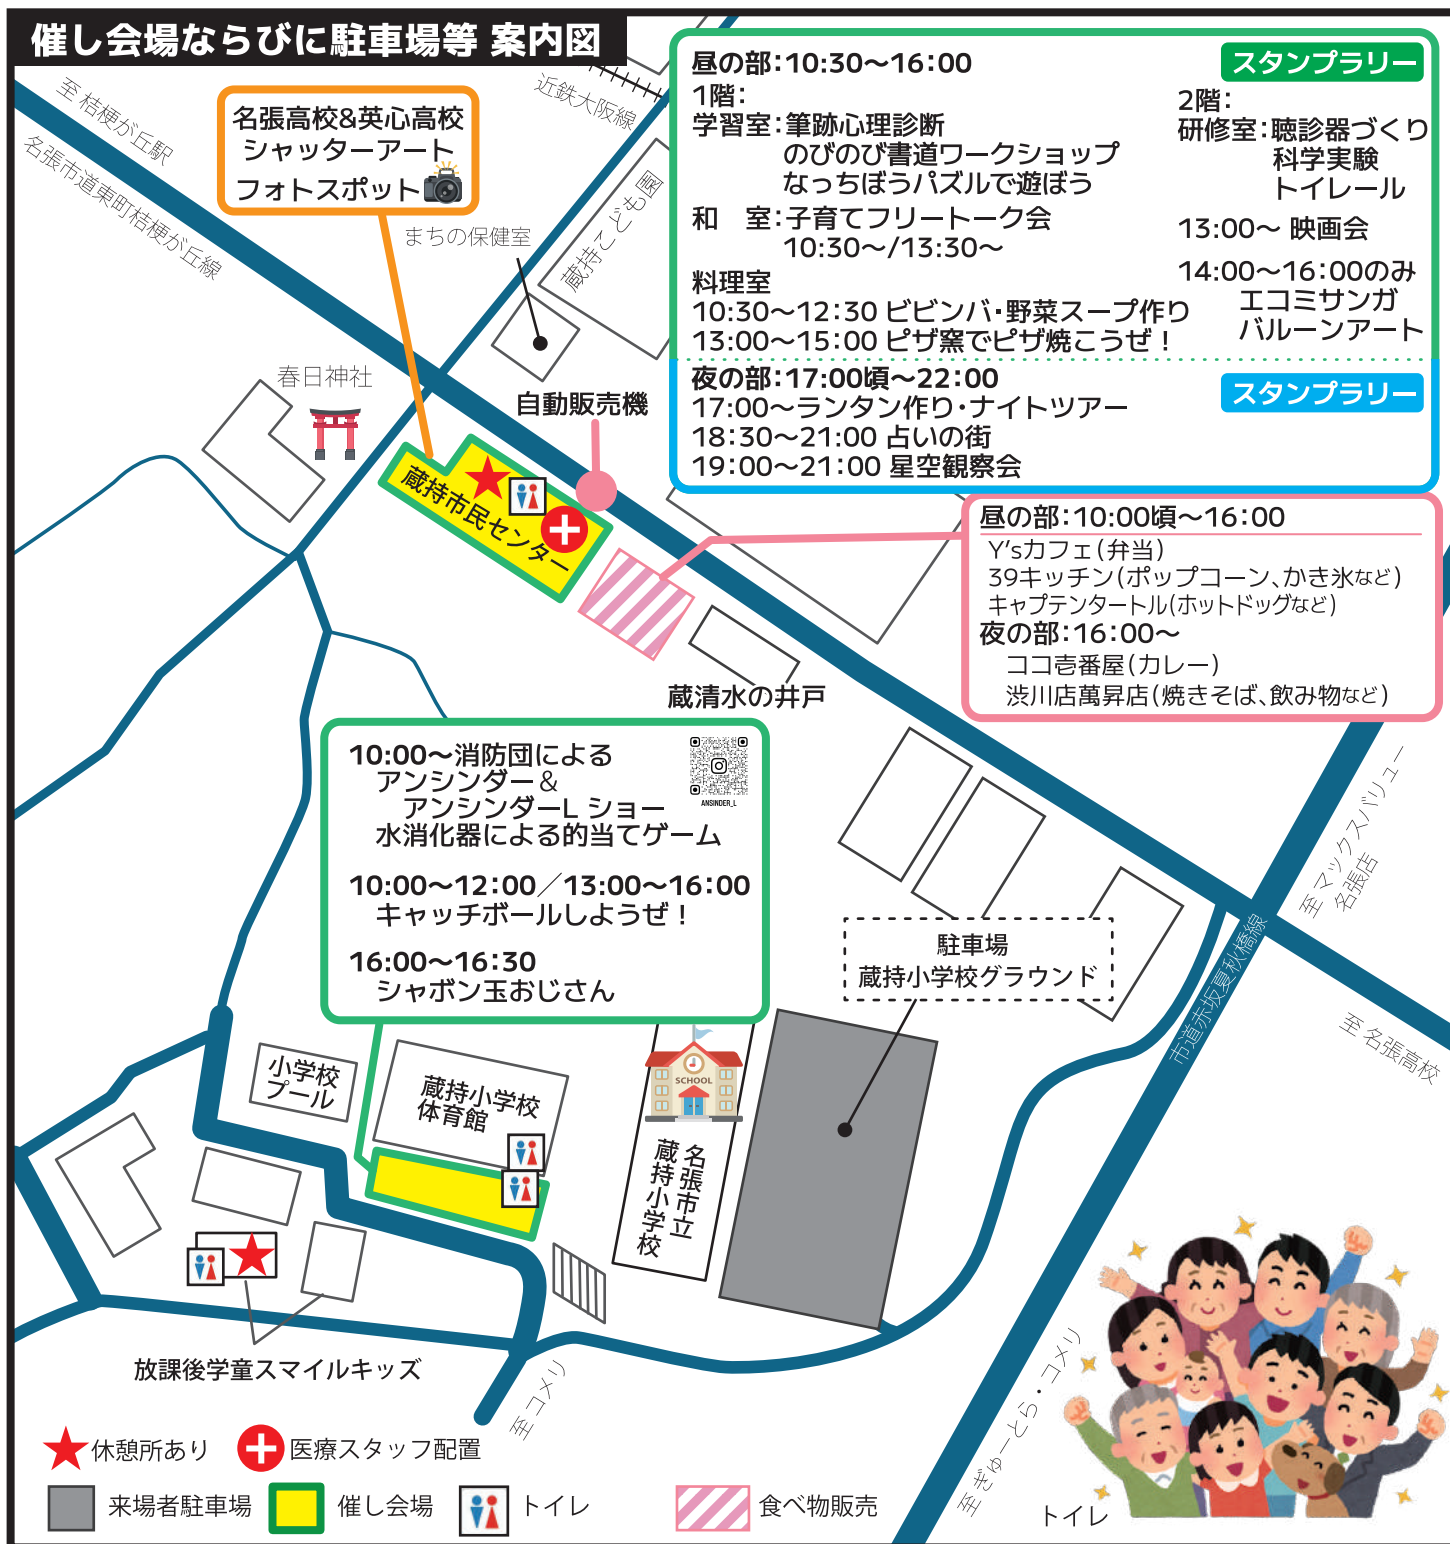 催し会場ならびに駐車場等 案内図
至 桔梗が丘駅
名張市道東町桔梗が丘線
近鉄大阪線
名張高校&英心高校
シャッターアート
フォトスポット
まちの保健室
蔵持こども園
春日神社
自動販売機
蔵持市民センター
昼の部:10:30〜16:00
スタンプラリー
1階:
学習室:筆跡心理診断
のびのび書道ワークショップ
なっちぼうパズルで遊ぼう
和　室:子育てフリートーク会
10:30〜/13:30〜
料理室
10:30〜12:30 ビビンバ・野菜スープ作り
13:00〜15:00 ピザ窯でピザ焼こうぜ！
2階:
研修室:聴診器づくり
科学実験
トイレール
13:00〜 映画会
14:00〜16:00のみ
エコミサンガ
バルーンアート
夜の部:17:00頃〜22:00
スタンプラリー
17:00〜ランタン作り・ナイトツアー
18:30〜21:00 占いの街
19:00〜21:00 星空観察会
昼の部:10:00頃〜16:00
Y'sカフェ(弁当)
39キッチン(ポップコーン、かき氷など)
キャプテンタートル(ホットドッグなど)
夜の部:16:00〜
ココ壱番屋(カレー)
渋川店萬昇店(焼きそば、飲み物など)
蔵清水の井戸
10:00〜消防団による
アンシンダー＆
アンシンダーL ショー
水消化器による的当てゲーム
ANSINDER_L
10:00〜12:00／13:00〜16:00
キャッチボールしようぜ！
16:00〜16:30
シャボン玉おじさん
至 マックスバリュー
名張店
駐車場
蔵持小学校グラウンド
市道赤坂夏秋橋線
至 名張高校
小学校
プール
蔵持小学校
体育館
SCHOOL
名張市立
蔵持小学校
放課後学童スマイルキッズ
至 コメリ
至 ぎゅーとら・コメリ
休憩所あり
医療スタッフ配置
来場者駐車場
催し会場
トイレ
食べ物販売
トイレ